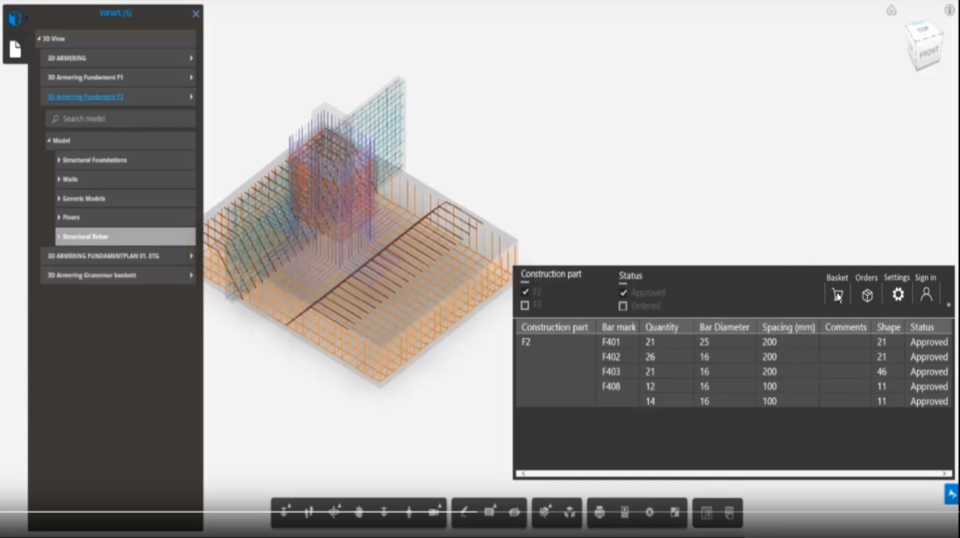 VIEWS (5)
3D View
3D ARMERING
3D Armering Fundament F1
3D Armering Fundament F2
Search model
Model
Structural Foundations
Walls
Generic Models
Floors
Structural Rebar
3D ARMERING FUNDAMENTPLAN 01. ETG
3D Armering Grunnmur bankett
TOP
FRONT
Construction part
F2
F3
Status
Approved
Ordered
Basket Orders Settings Sign in
Construction part Bar mark Quantity Bar Diameter Spacing (mm) Comments Shape Status
F2 F401 21 25 200 21 Approved
F402 26 16 200 21 Approved
F403 21 16 200 46 Approved
F408 12 16 100 11 Approved
14 16 100 11 Approved